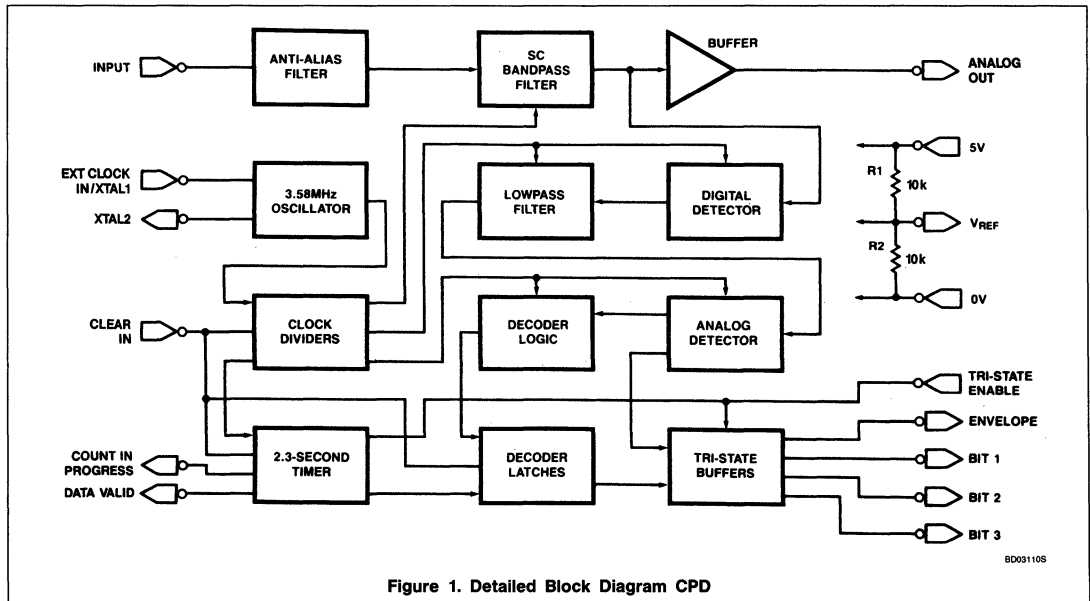 INPUT
ANTI-ALIAS
FILTER
SC
BANDPASS
FILTER
BUFFER
ANALOG
OUT
EXT CLOCK
IN/XTAL1
XTAL2
3.58MHz
OSCILLATOR
LOWPASS
FILTER
DIGITAL
DETECTOR
5V
R1
10k
VREF
R2
10k
0V
CLEAR
IN
CLOCK
DIVIDERS
DECODER
LOGIC
ANALOG
DETECTOR
TRI-STATE
ENABLE
ENVELOPE
COUNT IN
PROGRESS
DATA VALID
2.3-SECOND
TIMER
DECODER
LATCHES
TRI-STATE
BUFFERS
BIT 1
BIT 2
BIT 3
BD03110S
Figure 1. Detailed Block Diagram CPD